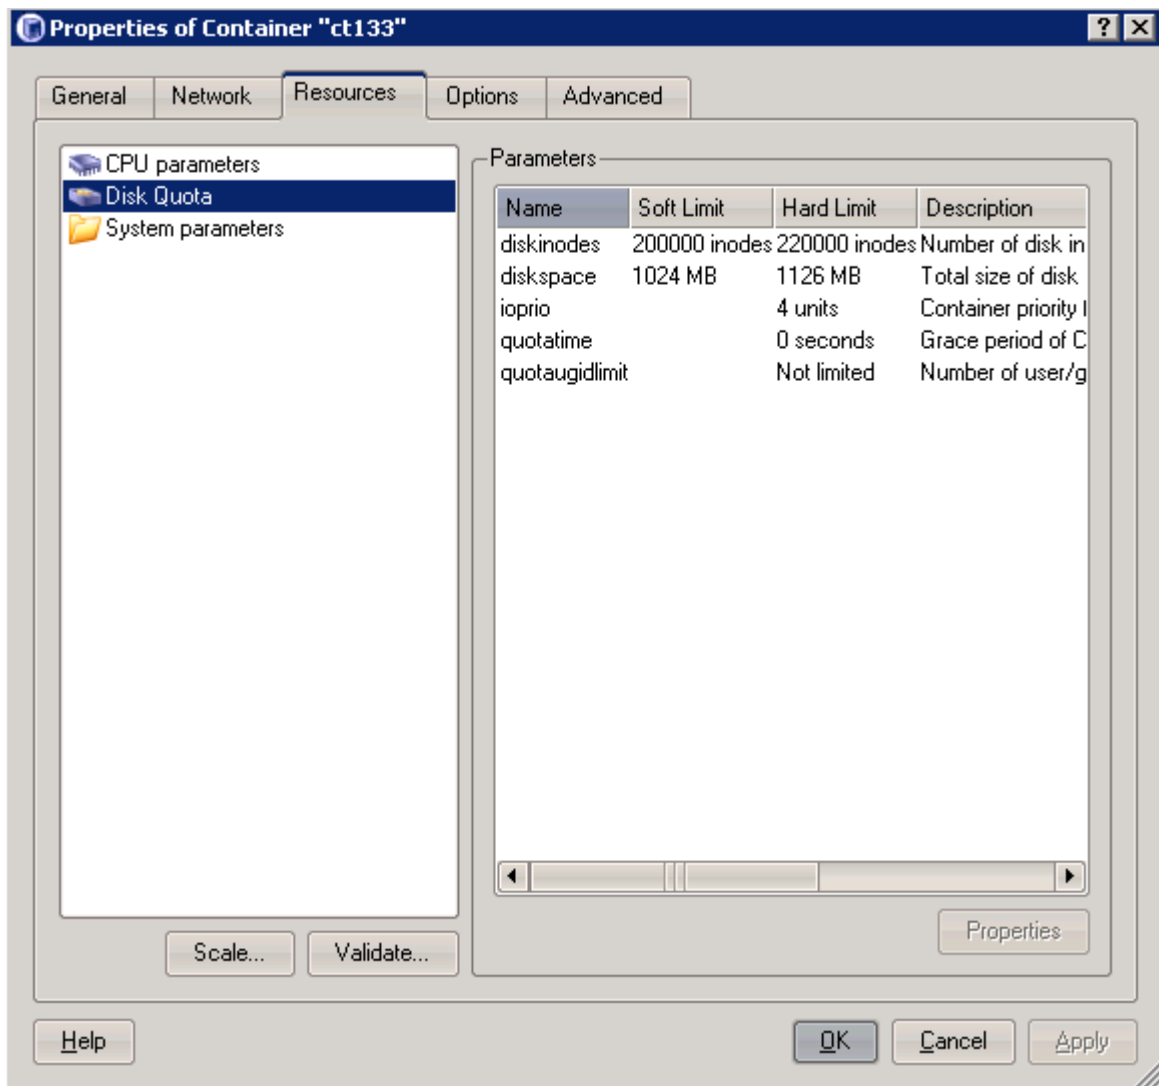 Properties of Container "ct133"
General Network Resources Options Advanced
CPU parameters
Disk Quota
System parameters
Parameters
Name Soft Limit Hard Limit Description
diskinodes 200000 inodes 220000 inodes Number of disk in
diskspace 1024 MB 1126 MB Total size of disk
ioprio 4 units Container priority
quotatime 0 seconds Grace period of C
quotaugidlimit Not limited Number of user/g
Properties
Scale... Validate...
Help OK Cancel Apply